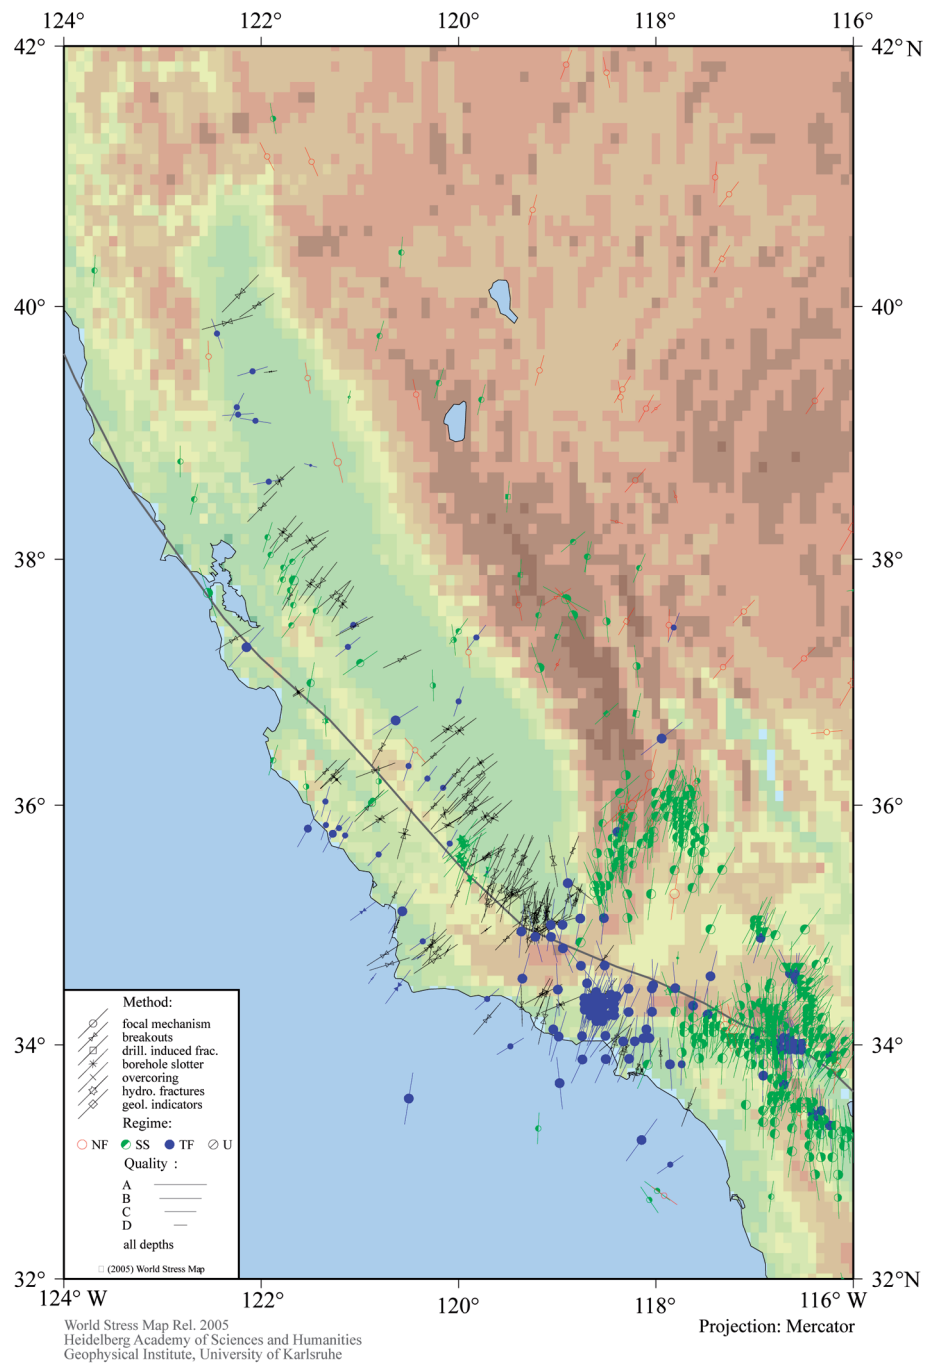 124° 122° 120° 118° 116°
42° 42° N
40° 40°
38° 38°
36° 36°
34° 34°
32° 32°N
124° W 122° 120° 118° 116° W
Method:
focal mechanism
breakouts
drill. induced frac.
borehole slotter
overcoring
hydro. fractures
geol. indicators
Regime:
NF SS TF U
Quality :
A
B
C
D
all depths
(2005) World Stress Map
World Stress Map Rel. 2005
Heidelberg Academy of Sciences and Humanities
Geophysical Institute, University of Karlsruhe
Projection: Mercator